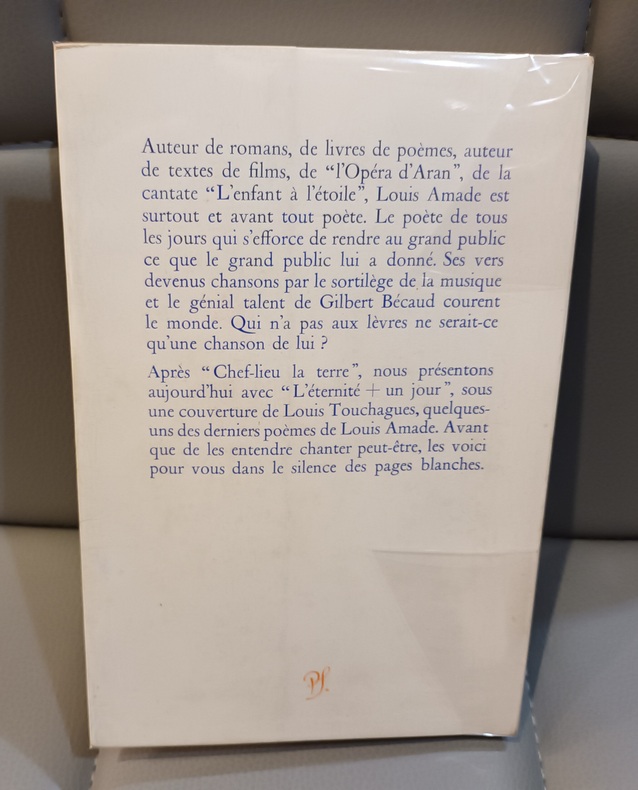 Auteur de romans, de livres de poèmes, auteur
de textes de films, de “l'Opéra d'Aran”, de la
cantate “L'enfant à l'étoile”, Louis Amade est
surtout et avant tout poète. Le poète de tous
les jours qui s'efforce de rendre au grand public
ce que le grand public lui a donné. Ses vers
devenus chansons par le sortilège de la musique
et le génial talent de Gilbert Bécaud courent
le monde. Qui n'a pas aux lèvres ne serait-ce
qu'une chanson de lui ?
Après “Chef-lieu la terre”, nous présentons
aujourd'hui avec “L'éternité + un jour”, sous
une couverture de Louis Touchagues, quelques-
uns des derniers poèmes de Louis Amade. Avant
que de les entendre chanter peut-être, les voici
pour vous dans le silence des pages blanches.